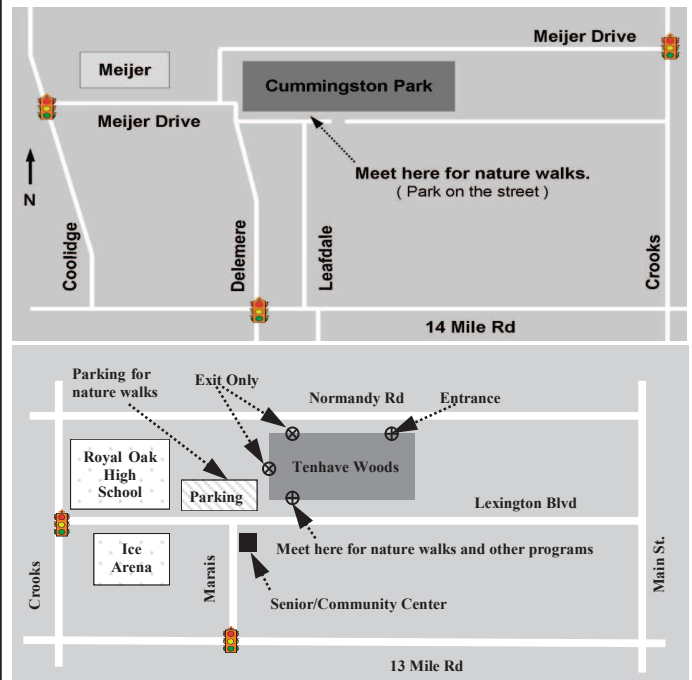 Meijer Drive
Meijer
Cummingston Park
Meijer Drive
Meet here for nature walks.
( Park on the street )
N
Coolidge
Delemere
Leafdale
Crooks
14 Mile Rd
Parking for
nature walks
Exit Only
Normandy Rd
Entrance
Royal Oak
High
School
Tenhave Woods
Parking
Lexington Blvd
Ice
Arena
Meet here for nature walks and other programs
Crooks
Marais
Main St.
Senior/Community Center
13 Mile Rd